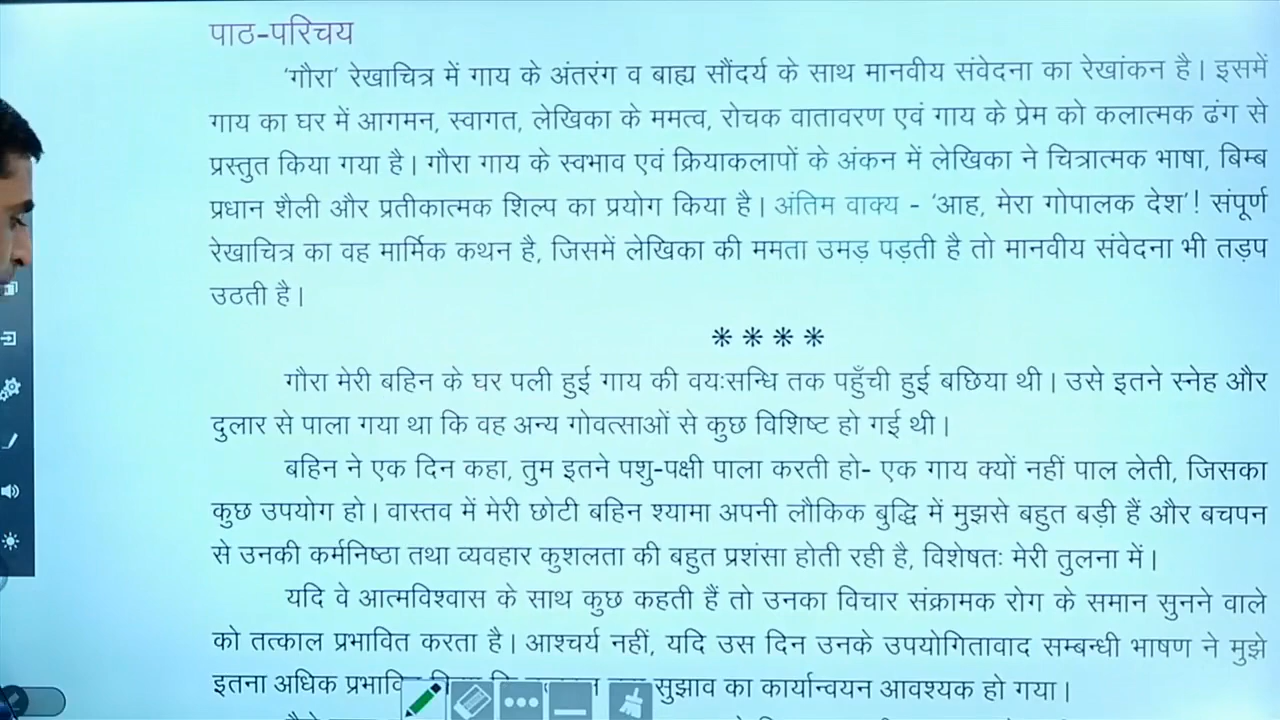 पाठ-परिचय
'गौरा' रेखाचित्र में गाय के अंतरंग व बाह्य सौंदर्य के साथ मानवीय संवेदना का रेखांकन है। इसमें
गाय का घर में आगमन, स्वागत, लेखिका के ममत्व, रोचक वातावरण एवं गाय के प्रेम को कलात्मक ढंग से
प्रस्तुत किया गया है। गौरा गाय के स्वभाव एवं क्रियाकलापों के अंकन में लेखिका ने चित्रात्मक भाषा, बिम्ब
प्रधान शैली और प्रतीकात्मक शिल्प का प्रयोग किया है। अंतिम वाक्य - 'आह, मेरा गोपालक देश'! संपूर्ण
रेखाचित्र का वह मार्मिक कथन है, जिसमें लेखिका की ममता उमड़ पड़ती है तो मानवीय संवेदना भी तड़प
उठती है।
****
गौरा मेरी बहिन के घर पली हुई गाय की वयःसन्धि तक पहुँची हुई बछिया थी। उसे इतने स्नेह और
दुलार से पाला गया था कि वह अन्य गोवत्साओं से कुछ विशिष्ट हो गई थी।
बहिन ने एक दिन कहा, तुम इतने पशु-पक्षी पाला करती हो- एक गाय क्यों नहीं पाल लेती, जिसका
कुछ उपयोग हो। वास्तव में मेरी छोटी बहिन श्यामा अपनी लौकिक बुद्धि में मुझसे बहुत बड़ी हैं और बचपन
से उनकी कर्मनिष्ठा तथा व्यवहार कुशलता की बहुत प्रशंसा होती रही है, विशेषतः मेरी तुलना में।
यदि वे आत्मविश्वास के साथ कुछ कहती हैं तो उनका विचार संक्रामक रोग के समान सुनने वाले
को तत्काल प्रभावित करता है। आश्चर्य नहीं, यदि उस दिन उनके उपयोगितावाद सम्बन्धी भाषण ने मुझे
इतना अधिक सुझाव का कार्यान्वयन आवश्यक हो गया।